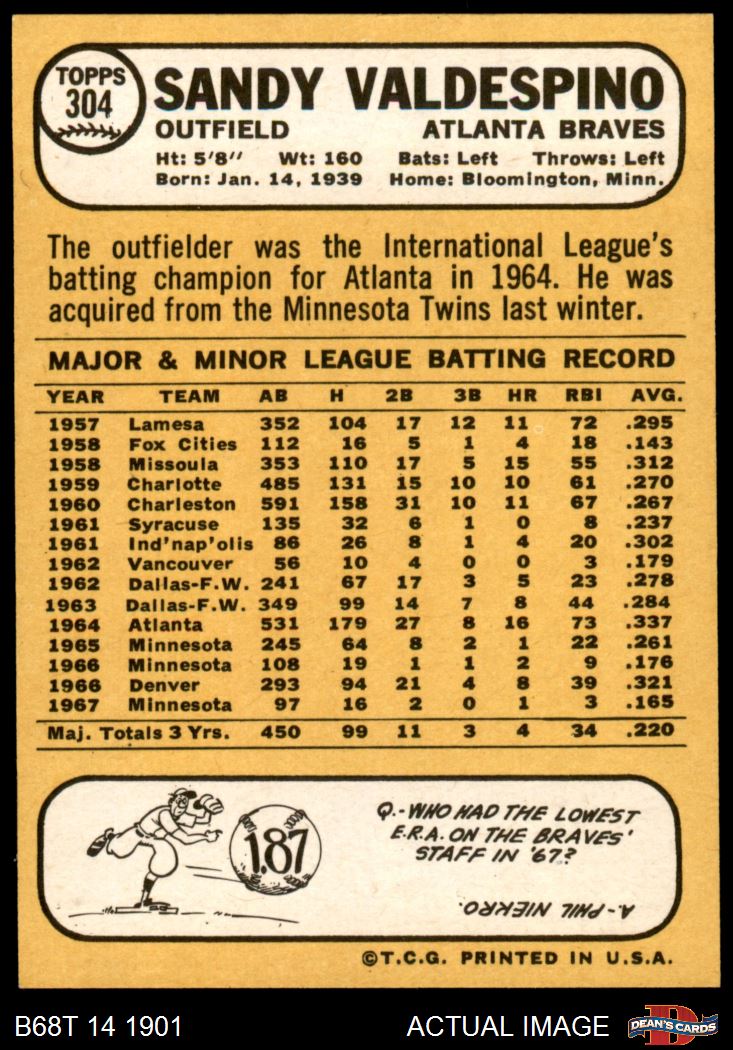 TOPPS
304
SANDY VALDESPINO
OUTFIELD ATLANTA BRAVES
Ht: 5'8" Wt: 160 Bats: Left Throws: Left
Born: Jan. 14, 1939 Home: Bloomington, Minn.
The outfielder was the International League's
batting champion for Atlanta in 1964. He was
acquired from the Minnesota Twins last winter.
MAJOR & MINOR LEAGUE BATTING RECORD
YEAR TEAM AB H 2B 3B HR RBI AVG.
1957 Lamesa 352 104 17 12 11 72 .295
1958 Fox Cities 112 16 5 1 4 18 .143
1958 Missoula 353 110 17 5 15 55 .312
1959 Charlotte 485 131 15 10 10 61 .270
1960 Charleston 591 158 31 10 11 67 .267
1961 Syracuse 135 32 6 1 0 8 .237
1961 Ind'nap'olis 86 26 8 1 4 20 .302
1962 Vancouver 56 10 4 0 0 3 .179
1962 Dallas-F.W. 241 67 17 3 5 23 .278
1963 Dallas-F.W. 349 99 14 7 8 44 .284
1964 Atlanta 531 179 27 8 16 73 .337
1965 Minnesota 245 64 8 2 1 22 .261
1966 Minnesota 108 19 1 1 2 9 .176
1966 Denver 293 94 21 4 8 39 .321
1967 Minnesota 97 16 2 0 1 3 .165
Maj. Totals 3 Yrs. 450 99 11 3 4 34 .220
1.87
Q.-WHO HAD THE LOWEST
E.R.A. ON THE BRAVES'
STAFF IN '67?
A-PHIL NIEKRO.
©T.C.G. PRINTED IN U.S.A.
B68T 14 1901 ACTUAL IMAGE
D
DEAN'S CARDS